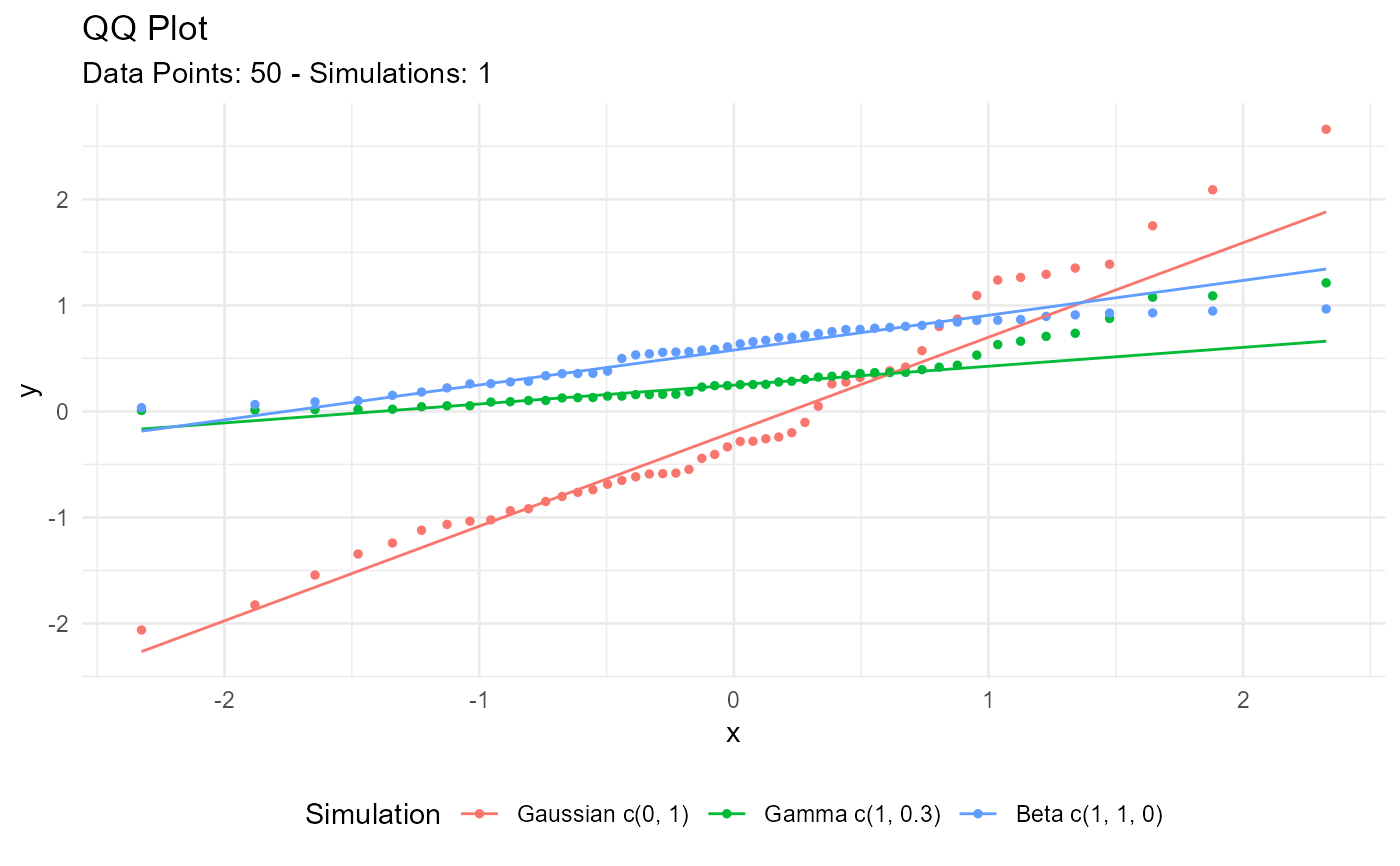 QQ Plot
Data Points: 50 - Simulations: 1
y
2
1
0
-1
-2
-2 -1 0 1 2
x
Simulation Gaussian c(0, 1) Gamma c(1, 0.3) Beta c(1, 1, 0)